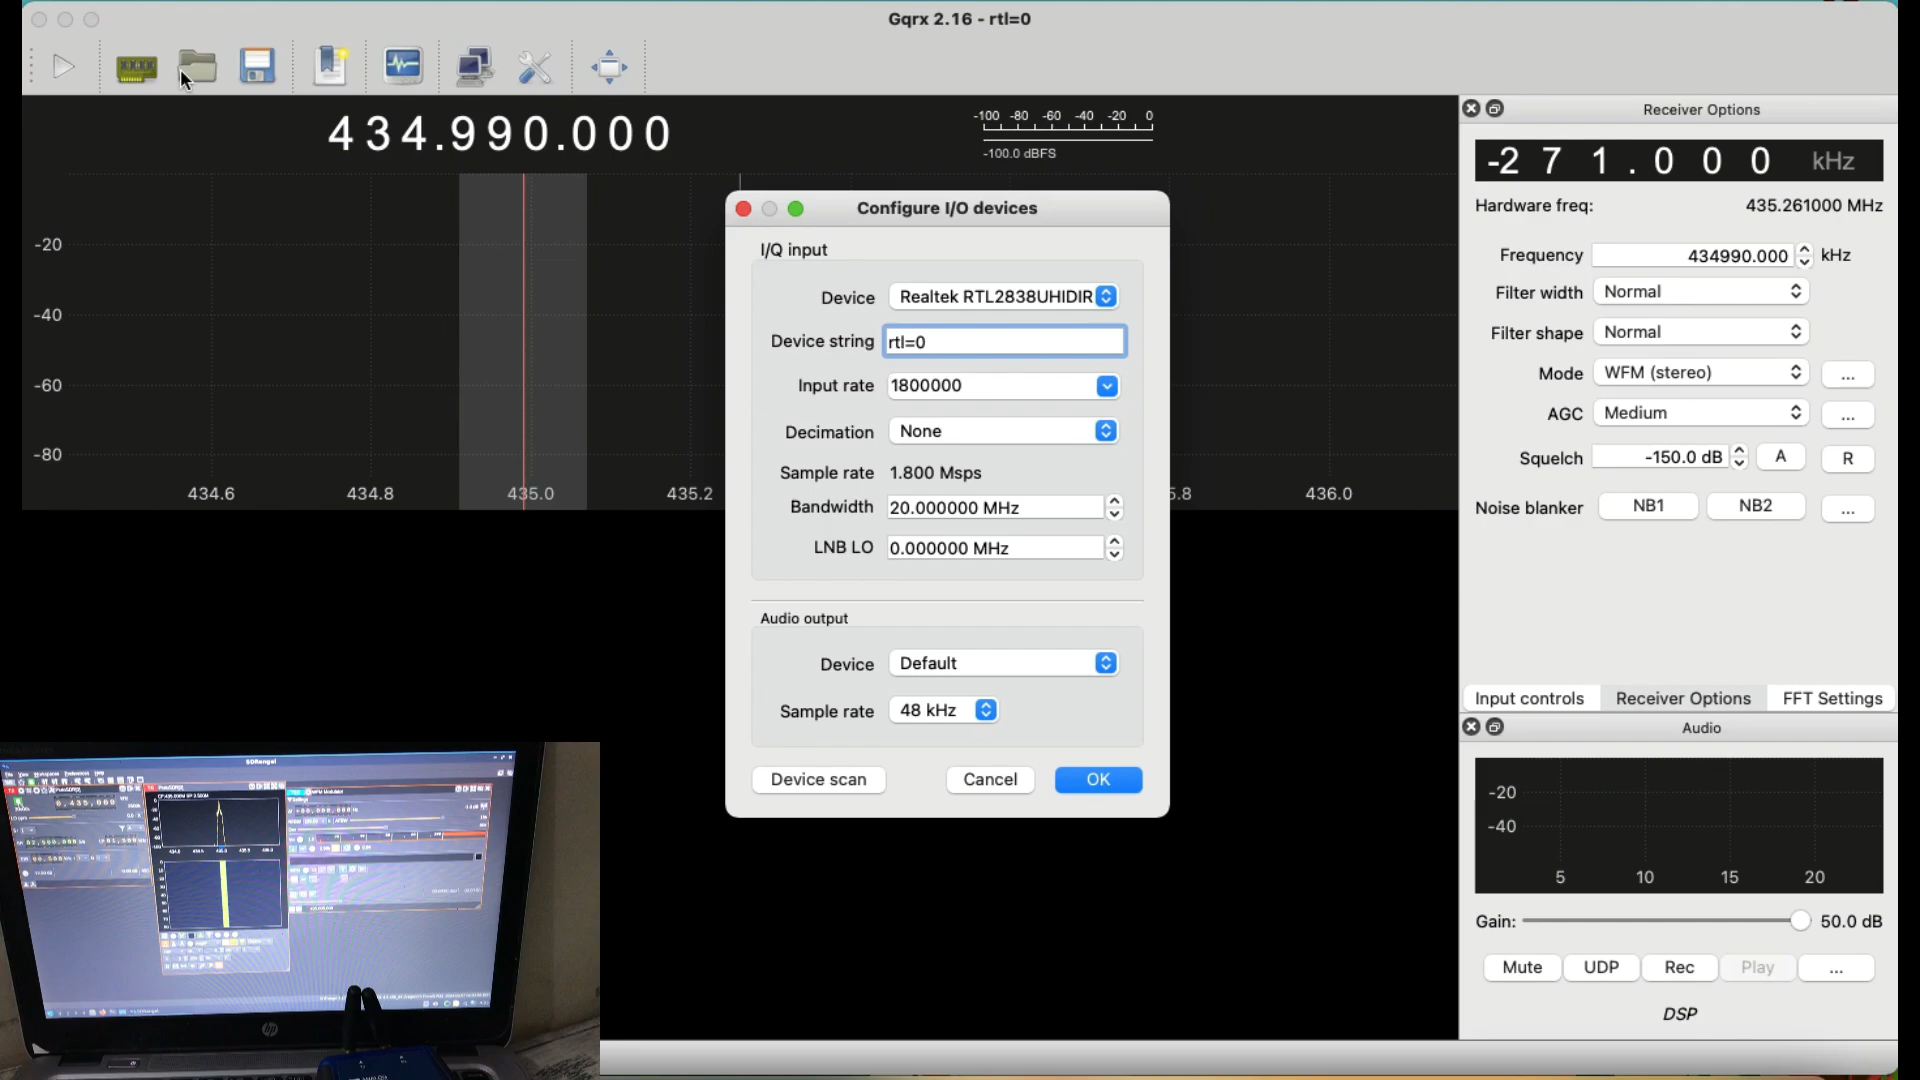 Gqrx 2.16 - rtl=0
434.990.000
-100 -80 -60 -40 -20 0
-100.0 dBFS
-20
-40
-60
-80
434.6 434.8 435.0 435.2 5.8 436.0
Configure I/O devices
I/Q input
Device Realtek RTL2838UHIDIR
Device string rtl=0
Input rate 1800000
Decimation None
Sample rate 1.800 Msps
Bandwidth 20.000000 MHz
LNB LO 0.000000 MHz
Audio output
Device Default
Sample rate 48 kHz
Device scan Cancel OK
Receiver Options
-271.000 kHz
Hardware freq: 435.261000 MHz
Frequency 434990.000 kHz
Filter width Normal
Filter shape Normal
Mode WFM (stereo) ...
AGC Medium ...
Squelch -150.0 dB A R
Noise blanker NB1 NB2 ...
Input controls Receiver Options FFT Settings
Audio
-20
-40
5 10 15 20
Gain: 50.0 dB
Mute UDP Rec Play ...
DSP
SDRangel
hp